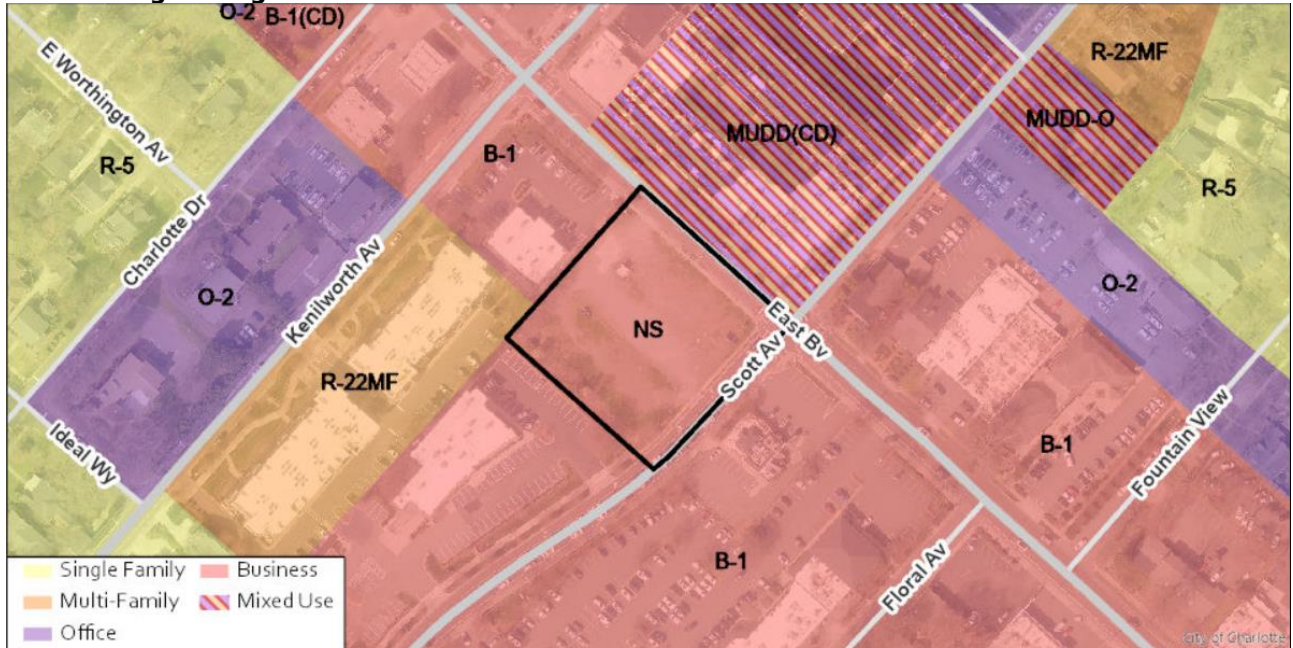 O-2
B-1(CD)
E Worthington Av
R-5
Charlotte Dr
O-2
Kenilworth Av
Ideal Wy
B-1
R-22MF
MUDD(CD)
NS
East Bv
Scott Av
R-22MF
MUDD-O
R-5
O-2
B-1
Fountain View
B-1
Floral Av
Single Family
Business
Multi-Family
Mixed Use
Office
City of Charlotte